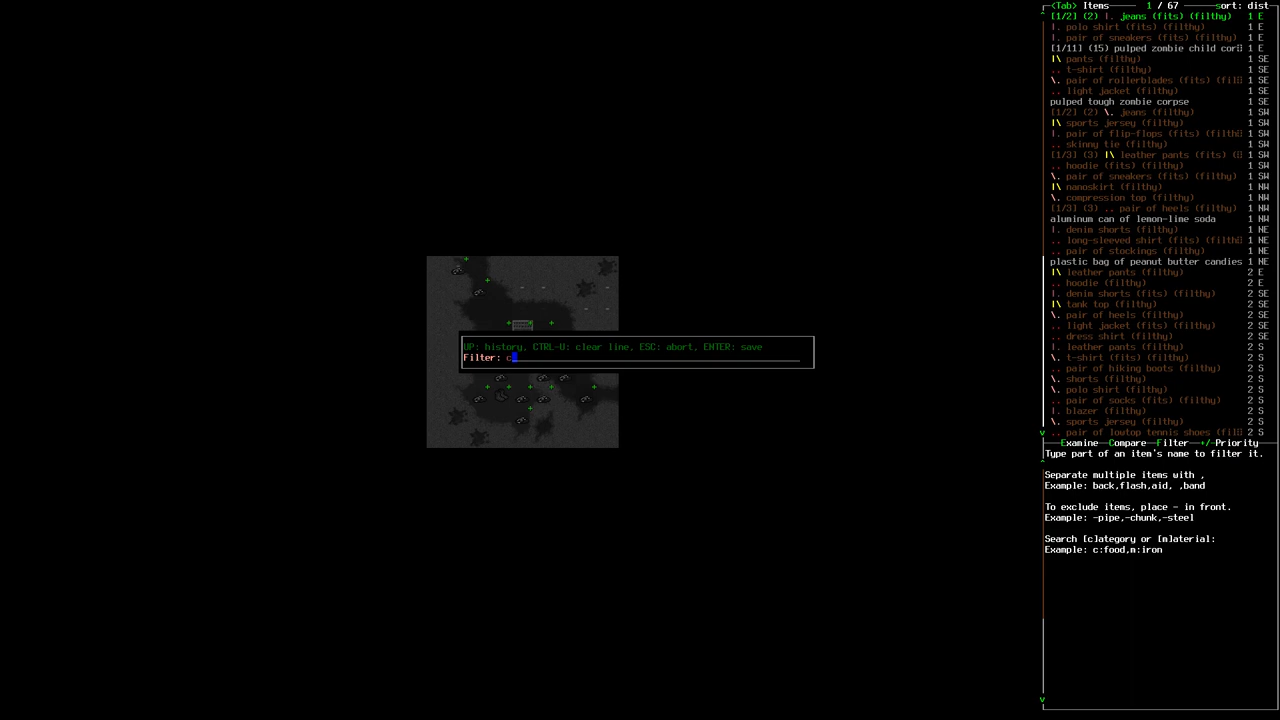 <Tab> Items 1 / 67 sort: dist
[1/2] (2) |. jeans (fits) (filthy) 1 E
|. polo shirt (fits) (filthy) 1 E
|. pair of sneakers (fits) (filthy) 1 E
[1/11] (15) pulped zombie child cor 1 E
|\ pants (filthy) 1 SE
.. t-shirt (filthy) 1 SE
\. pair of rollerblades (fits) (fil 1 SE
.. light jacket (filthy) 1 SE
pulped tough zombie corpse 1 SW
[1/2] (2) \. jeans (filthy) 1 SW
|\ sports jersey (filthy) 1 SW
|. pair of flip-flops (fits) (filth 1 SW
.. skinny tie (filthy) 1 SW
[1/3] (3) |\ leather pants (fits) ( 1 SW
.. hoodie (fits) (filthy) 1 SW
\. pair of sneakers (fits) (filthy) 1 SW
|\ nanoskirt (filthy) 1 NW
\. compression top (filthy) 1 NW
[1/3] (3) .. pair of heels (filthy) 1 NW
aluminum can of lemon-lime soda 1 NW
|. denim shorts (filthy) 1 NE
.. long-sleeved shirt (fits) (filth 1 NE
.. pair of stockings (filthy) 1 NE
plastic bag of peanut butter candies 1 NE
|\ leather pants (filthy) 2 E
.. hoodie (filthy) 2 E
|. denim shorts (fits) (filthy) 2 SE
|\ tank top (filthy) 2 SE
\. pair of heels (filthy) 2 SE
.. light jacket (fits) (filthy) 2 SE
.. dress shirt (filthy) 2 SE
|. leather pants (filthy) 2 S
\. t-shirt (fits) (filthy) 2 S
.. pair of hiking boots (filthy) 2 S
\. shorts (filthy) 2 S
\. polo shirt (filthy) 2 S
.. pair of socks (fits) (filthy) 2 S
|. blazer (filthy) 2 S
\. sports jersey (filthy) 2 S
.. pair of lowtop tennis shoes (fil 2 S
Examine Compare Filter +/-Priority
Type part of an item's name to filter it.
Separate multiple items with ,
Example: back,flash,aid, ,band
To exclude items, place - in front.
Example: -pipe,-chunk,-steel
Search [c]ategory or [m]aterial:
Example: c:food,m:iron
UP: history, CTRL-U: clear line, ESC: abort, ENTER: save
Filter: c